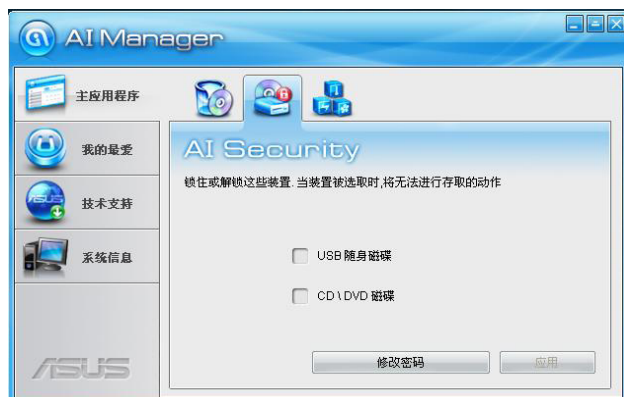 AI Manager
主应用程序
我的最爱
技术支持
系统信息
AI Security
锁住或解锁这些装置.当装置被选取时,将无法进行存取的动作
USB 随身磁碟
CD \ DVD 磁碟
修改密码
应用
ASUS
ASUS